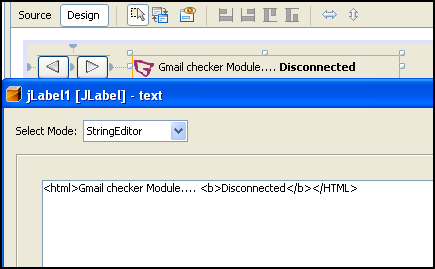 Source Design
Gmail checker Module.... Disconnected
jLabel1 [JLabel] - text
Select Mode: StringEditor
<html>Gmail checker Module.... <b>Disconnected</b></HTML>